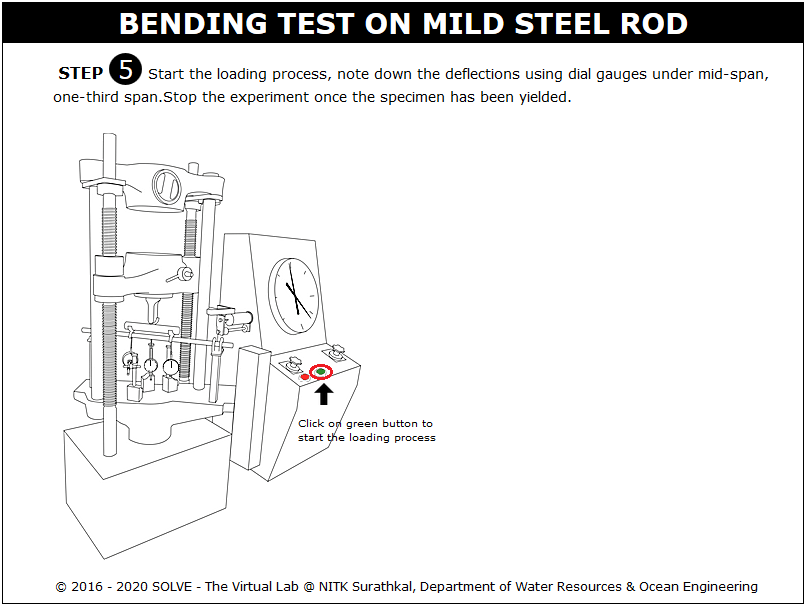 BENDING TEST ON MILD STEEL ROD
STEP 5 Start the loading process, note down the deflections using dial gauges under mid-span,
one-third span.Stop the experiment once the specimen has been yielded.
Click on green button to
start the loading process
© 2016 - 2020 SOLVE - The Virtual Lab @ NITK Surathkal, Department of Water Resources & Ocean Engineering